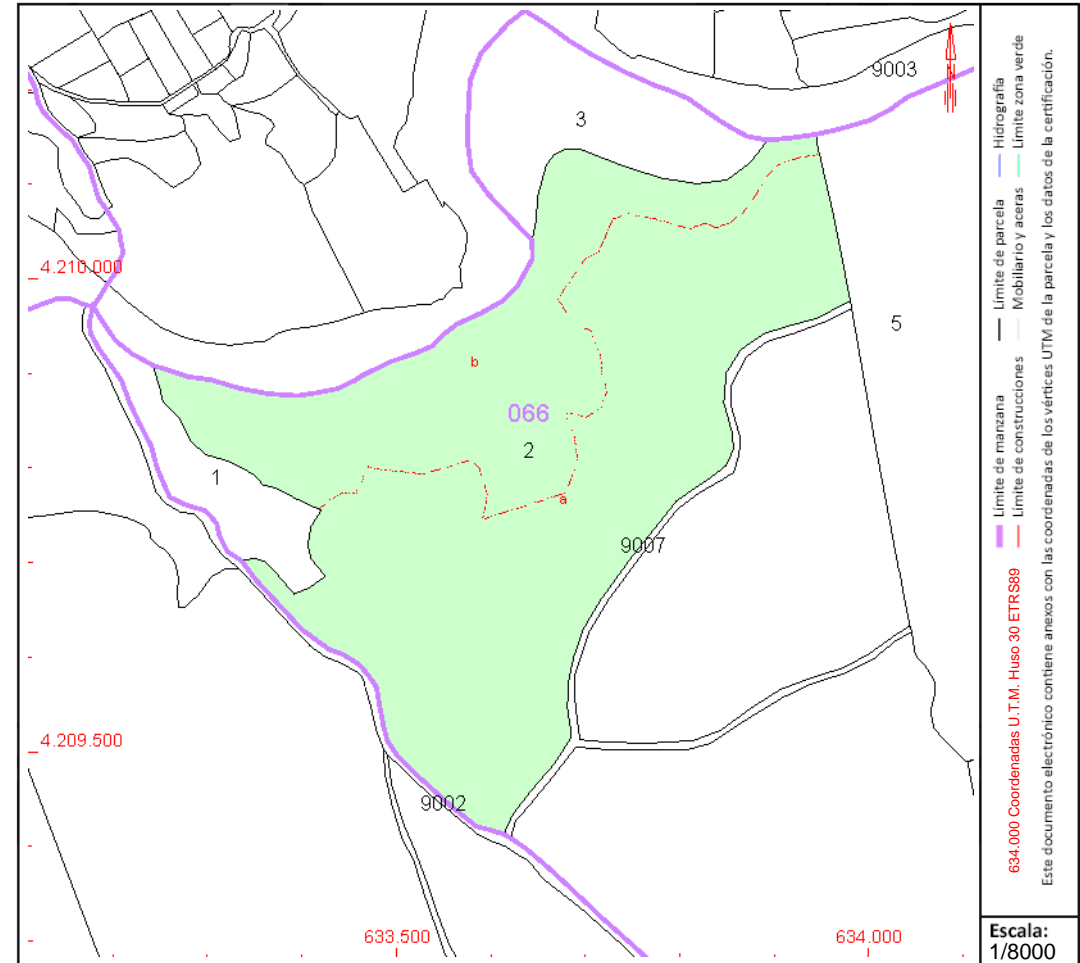 9003
3
4.210.000
5
b
066
2
1
a
9007
4.209.500
9002
633.500
634.000
Límite de manzana
Límite de parcela
Hidrografía
634.000 Coordenadas U.T.M. Huso 30 ETRS89
Límite de construcciones
Mobiliario y aceras
Límite zona verde
Este documento electrónico contiene anexos con las coordenadas de los vértices UTM de la parcela y los datos de la certificación.
Escala:
1/8000